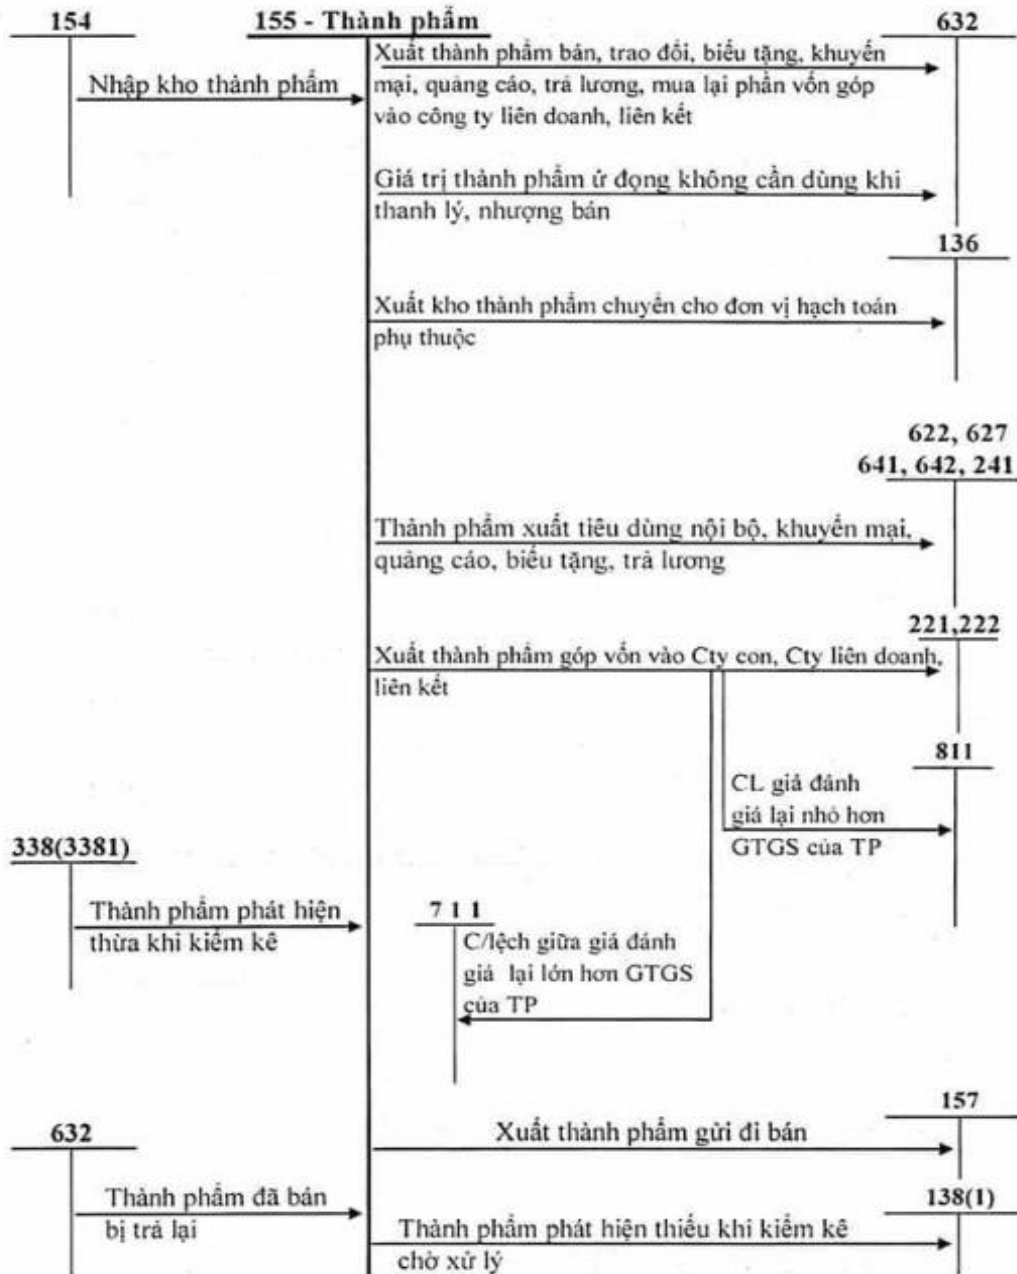 154
155 - Thành phẩm
632
Nhập kho thành phẩm
Xuất thành phẩm bán, trao đổi, biếu tặng, khuyến
mại, quảng cáo, trả lương, mua lại phần vốn góp
vào công ty liên doanh, liên kết
Giá trị thành phẩm ứ đọng không cần dùng khi
thanh lý, nhượng bán
136
Xuất kho thành phẩm chuyển cho đơn vị hạch toán
phụ thuộc
622, 627
641, 642, 241
Thành phẩm xuất tiêu dùng nội bộ, khuyến mại,
quảng cáo, biếu tặng, trả lương
221,222
Xuất thành phẩm góp vốn vào Cty con, Cty liên doanh,
liên kết
811
CL giá đánh
giá lại nhỏ hơn
GTGS của TP
338(3381)
Thành phẩm phát hiện
thừa khi kiểm kê
7 1 1
C/lệch giữa giá đánh
giá lại lớn hơn GTGS
của TP
157
Xuất thành phẩm gửi đi bán
632
Thành phẩm đã bán
bị trả lại
138(1)
Thành phẩm phát hiện thiếu khi kiểm kê
chờ xử lý